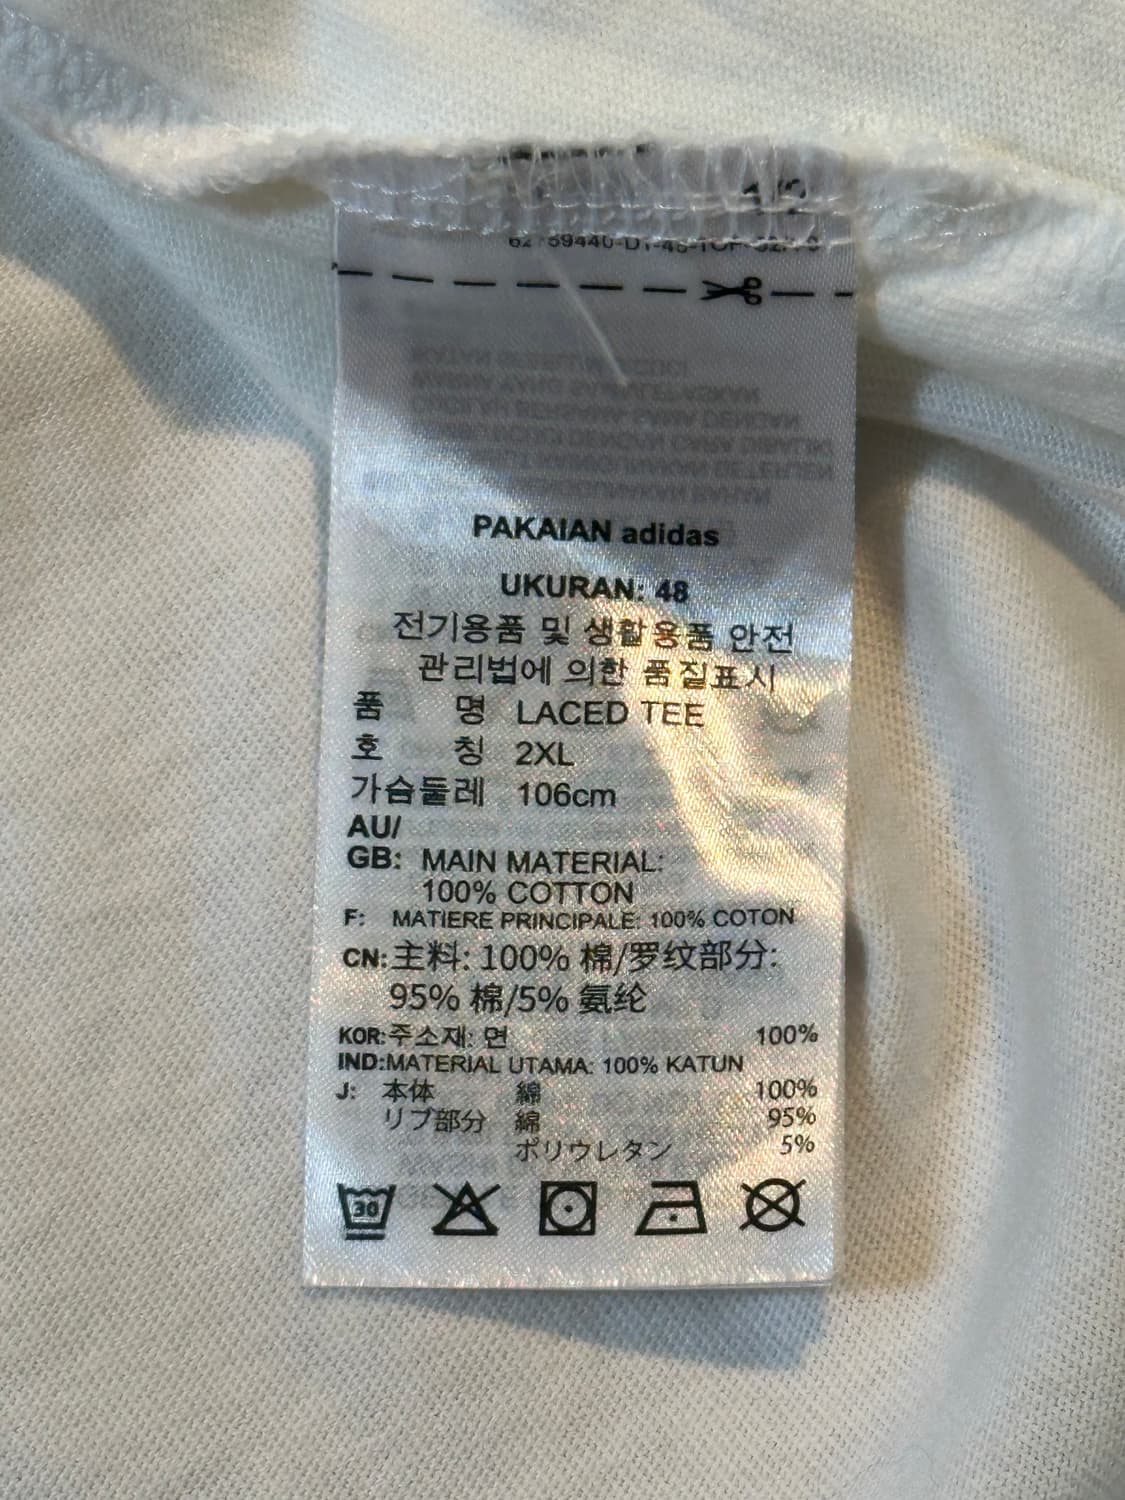 PAKAIAN adidas
UKURAN: 48
전기용품 및 생활용품 안전
관리법에 의한 품질표시
품 명 LACED TEE
호 칭 2XL
가슴둘레 106cm
AU/
GB: MAIN MATERIAL:
100% COTTON
F: MATIERE PRINCIPALE: 100% COTON
CN:主料: 100% 棉/罗纹部分:
95% 棉/5% 氨纶
KOR:주소재: 면 100%
IND:MATERIAL UTAMA: 100% KATUN
J: 本体 綿 100%
リブ部分 綿 95%
ポリウレタン 5%
30